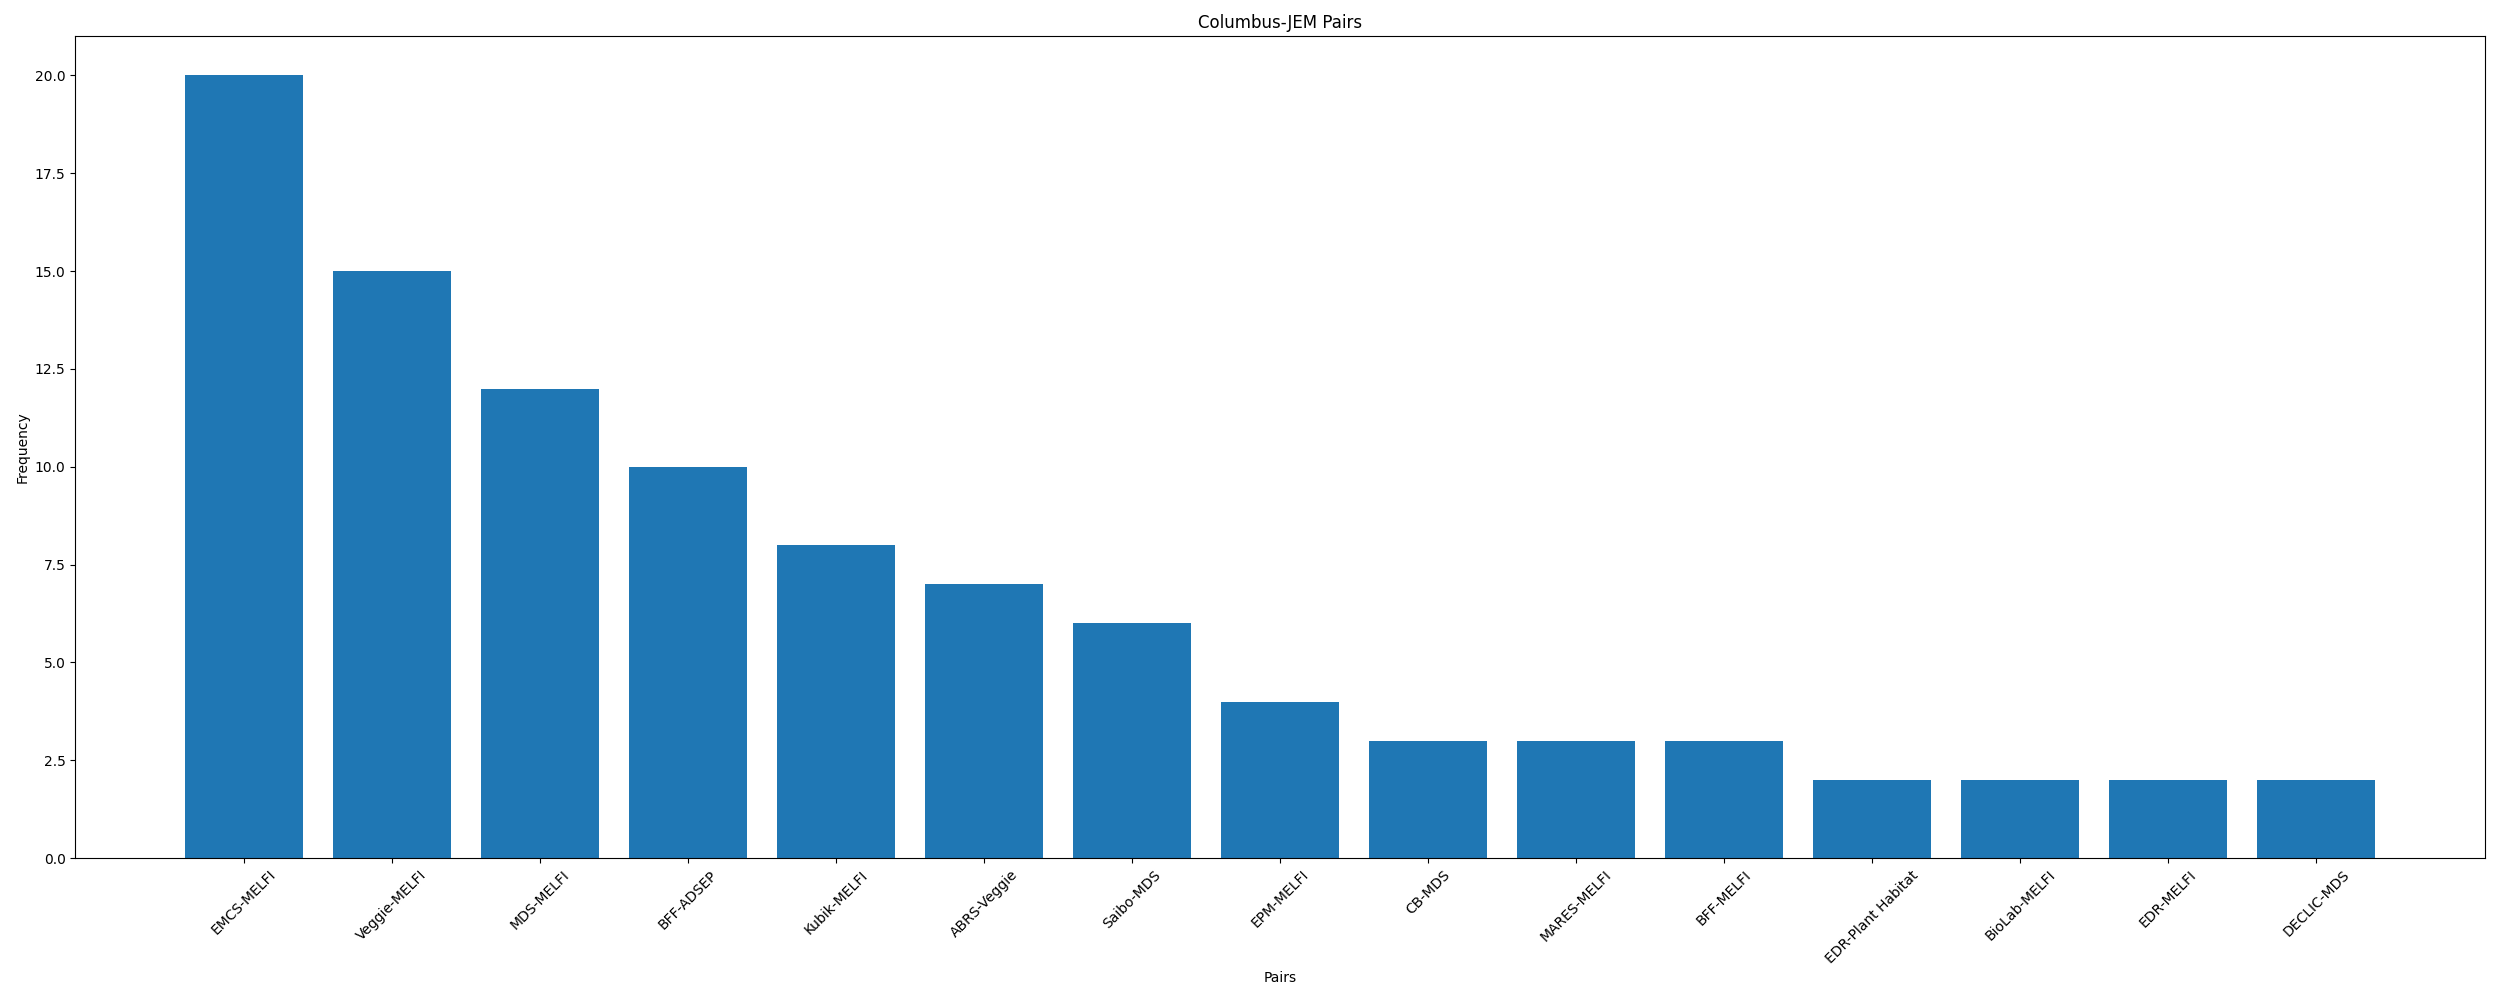 Columbus-JEM Pairs
Frequency
20.0
17.5
15.0
12.5
10.0
7.5
5.0
2.5
0.0
EMCS-MELFI
Veggie-MELFI
MDS-MELFI
BFF-ADSEP
Kubik-MELFI
ABRS-Veggie
Saibo-MDS
EPM-MELFI
CB-MDS
MARES-MELFI
BFF-MELFI
EDR-Plant Habitat
BioLab-MELFI
EDR-MELFI
DECLIC-MDS
Pairs